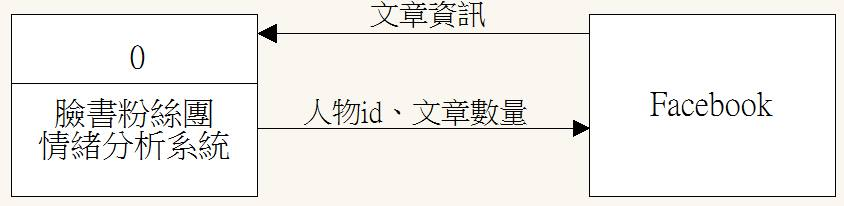 文章資訊
0
臉書粉絲團
情緒分析系統
人物id、文章數量
Facebook